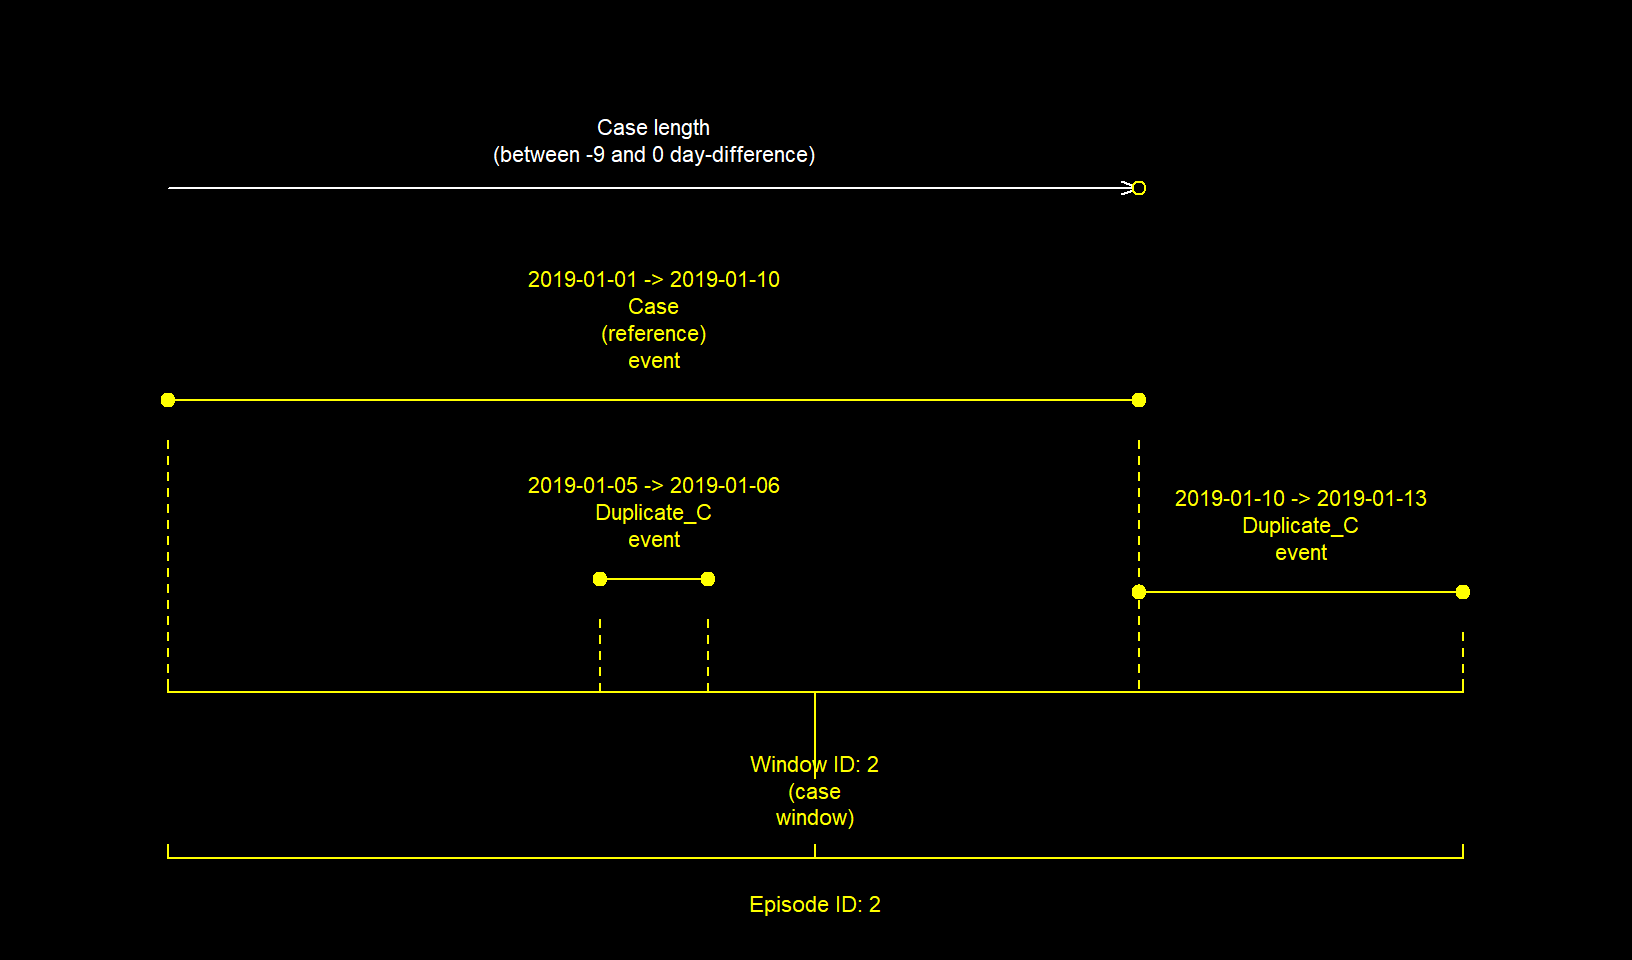 Case length
(between -9 and 0 day-difference)
2019-01-01 -> 2019-01-10
Case
(reference)
event
2019-01-05 -> 2019-01-06
Duplicate_C
event
2019-01-10 -> 2019-01-13
Duplicate_C
event
Window ID: 2
(case
window)
Episode ID: 2